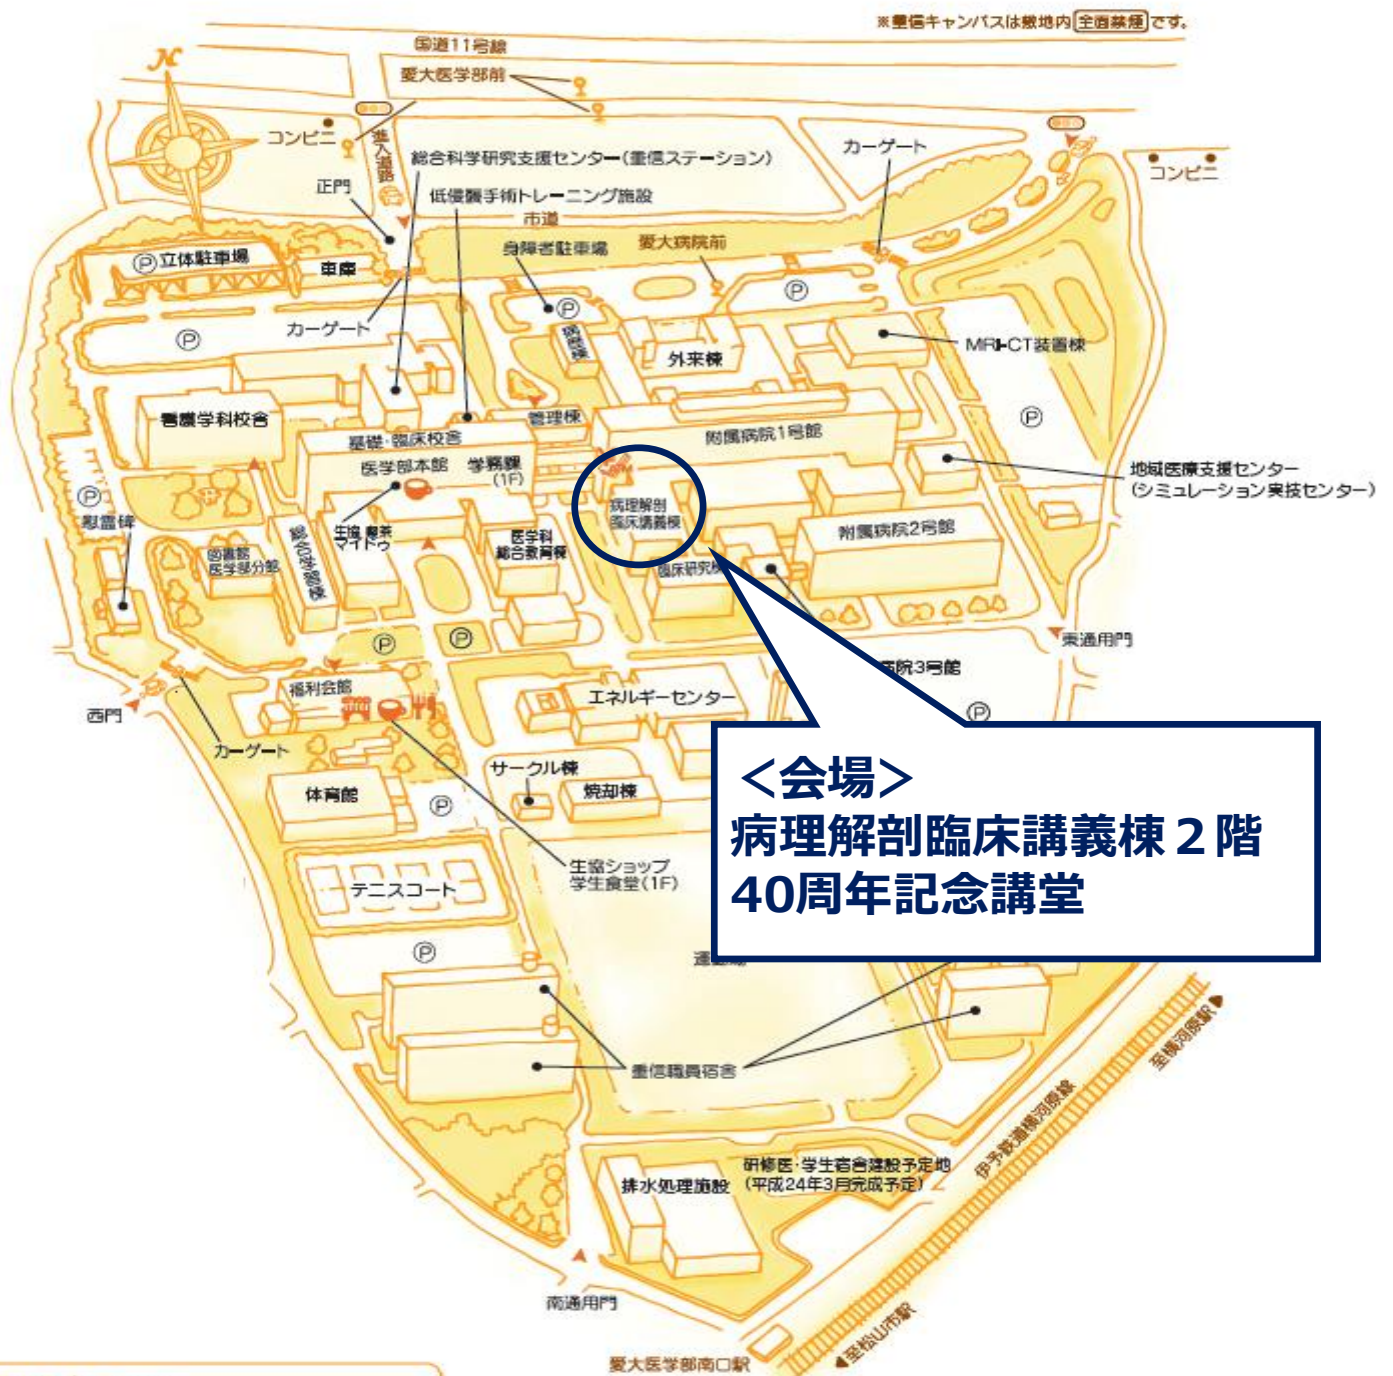 ※重信キャンパスは敷地内全面禁煙です。
国道11号線
愛大医学部前
N
コンビニ
進入道路
総合科学研究支援センター(重信ステーション)
カーゲート
コンビニ
正門
低侵襲手術トレーニング施設
市道
身障者駐車場
愛大病院前
P立体駐車場
車庫
P
P
カーゲート
P
外来棟
MRI-CT装置棟
P
看護学科校舎
管理棟
基礎・臨床校舎
附属病院1号館
医学部本館
学務課
(1F)
地域医療支援センター
(シミュレーション実技センター)
P
慰霊碑
病理解剖
臨床講義棟
生協 喫茶
マイドゥ
医学科
総合教育棟
附属病院2号館
図書館
医学部分館
臨床研究棟
P
P
東通用門
病院3号館
福利会館
エネルギーセンター
P
西門
カーゲート
サークル棟
焼却棟
体育館
P
<会場>
病理解剖臨床講義棟２階
40周年記念講堂
生協ショップ
学生食堂(1F)
テニスコート
P
重信職員宿舎
至横河原駅
伊予鉄道横河原線
研修医・学生宿舎建設予定地
(平成24年3月完成予定)
排水処理施設
南通用門
至松山市駅
愛大医学部南口駅